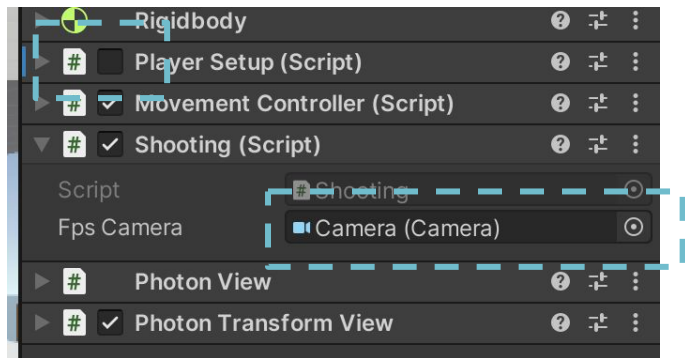 Rigidbody
# Player Setup (Script)
# Movement Controller (Script)
# Shooting (Script)
Script # Shooting
Fps Camera Camera (Camera)
# Photon View
# Photon Transform View